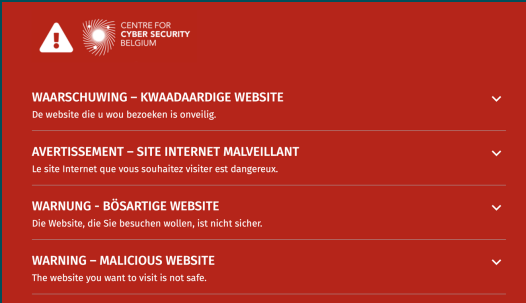 CENTRE FOR
CYBER SECURITY
BELGIUM
WAARSCHUWING – KWAADAARDIGE WEBSITE
De website die u wou bezoeken is onveilig.
AVERTISSEMENT – SITE INTERNET MALVEILLANT
Le site Internet que vous souhaitez visiter est dangereux.
WARNUNG - BÖSARTIGE WEBSITE
Die Website, die Sie besuchen wollen, ist nicht sicher.
WARNING – MALICIOUS WEBSITE
The website you want to visit is not safe.